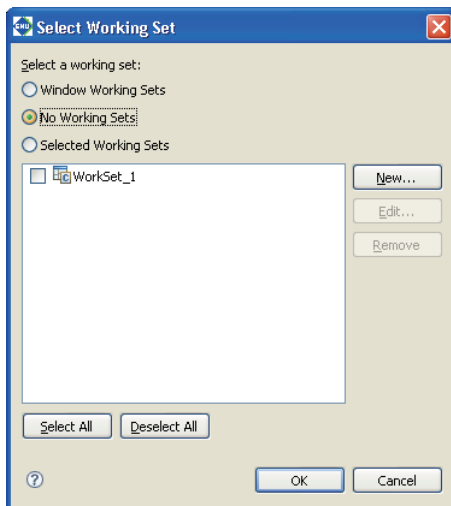 EMU Select Working Set
Select a working set:
Window Working Sets
No Working Sets
Selected Working Sets
WorkSet_1
New...
Edit...
Remove
Select All Deselect All
? OK Cancel